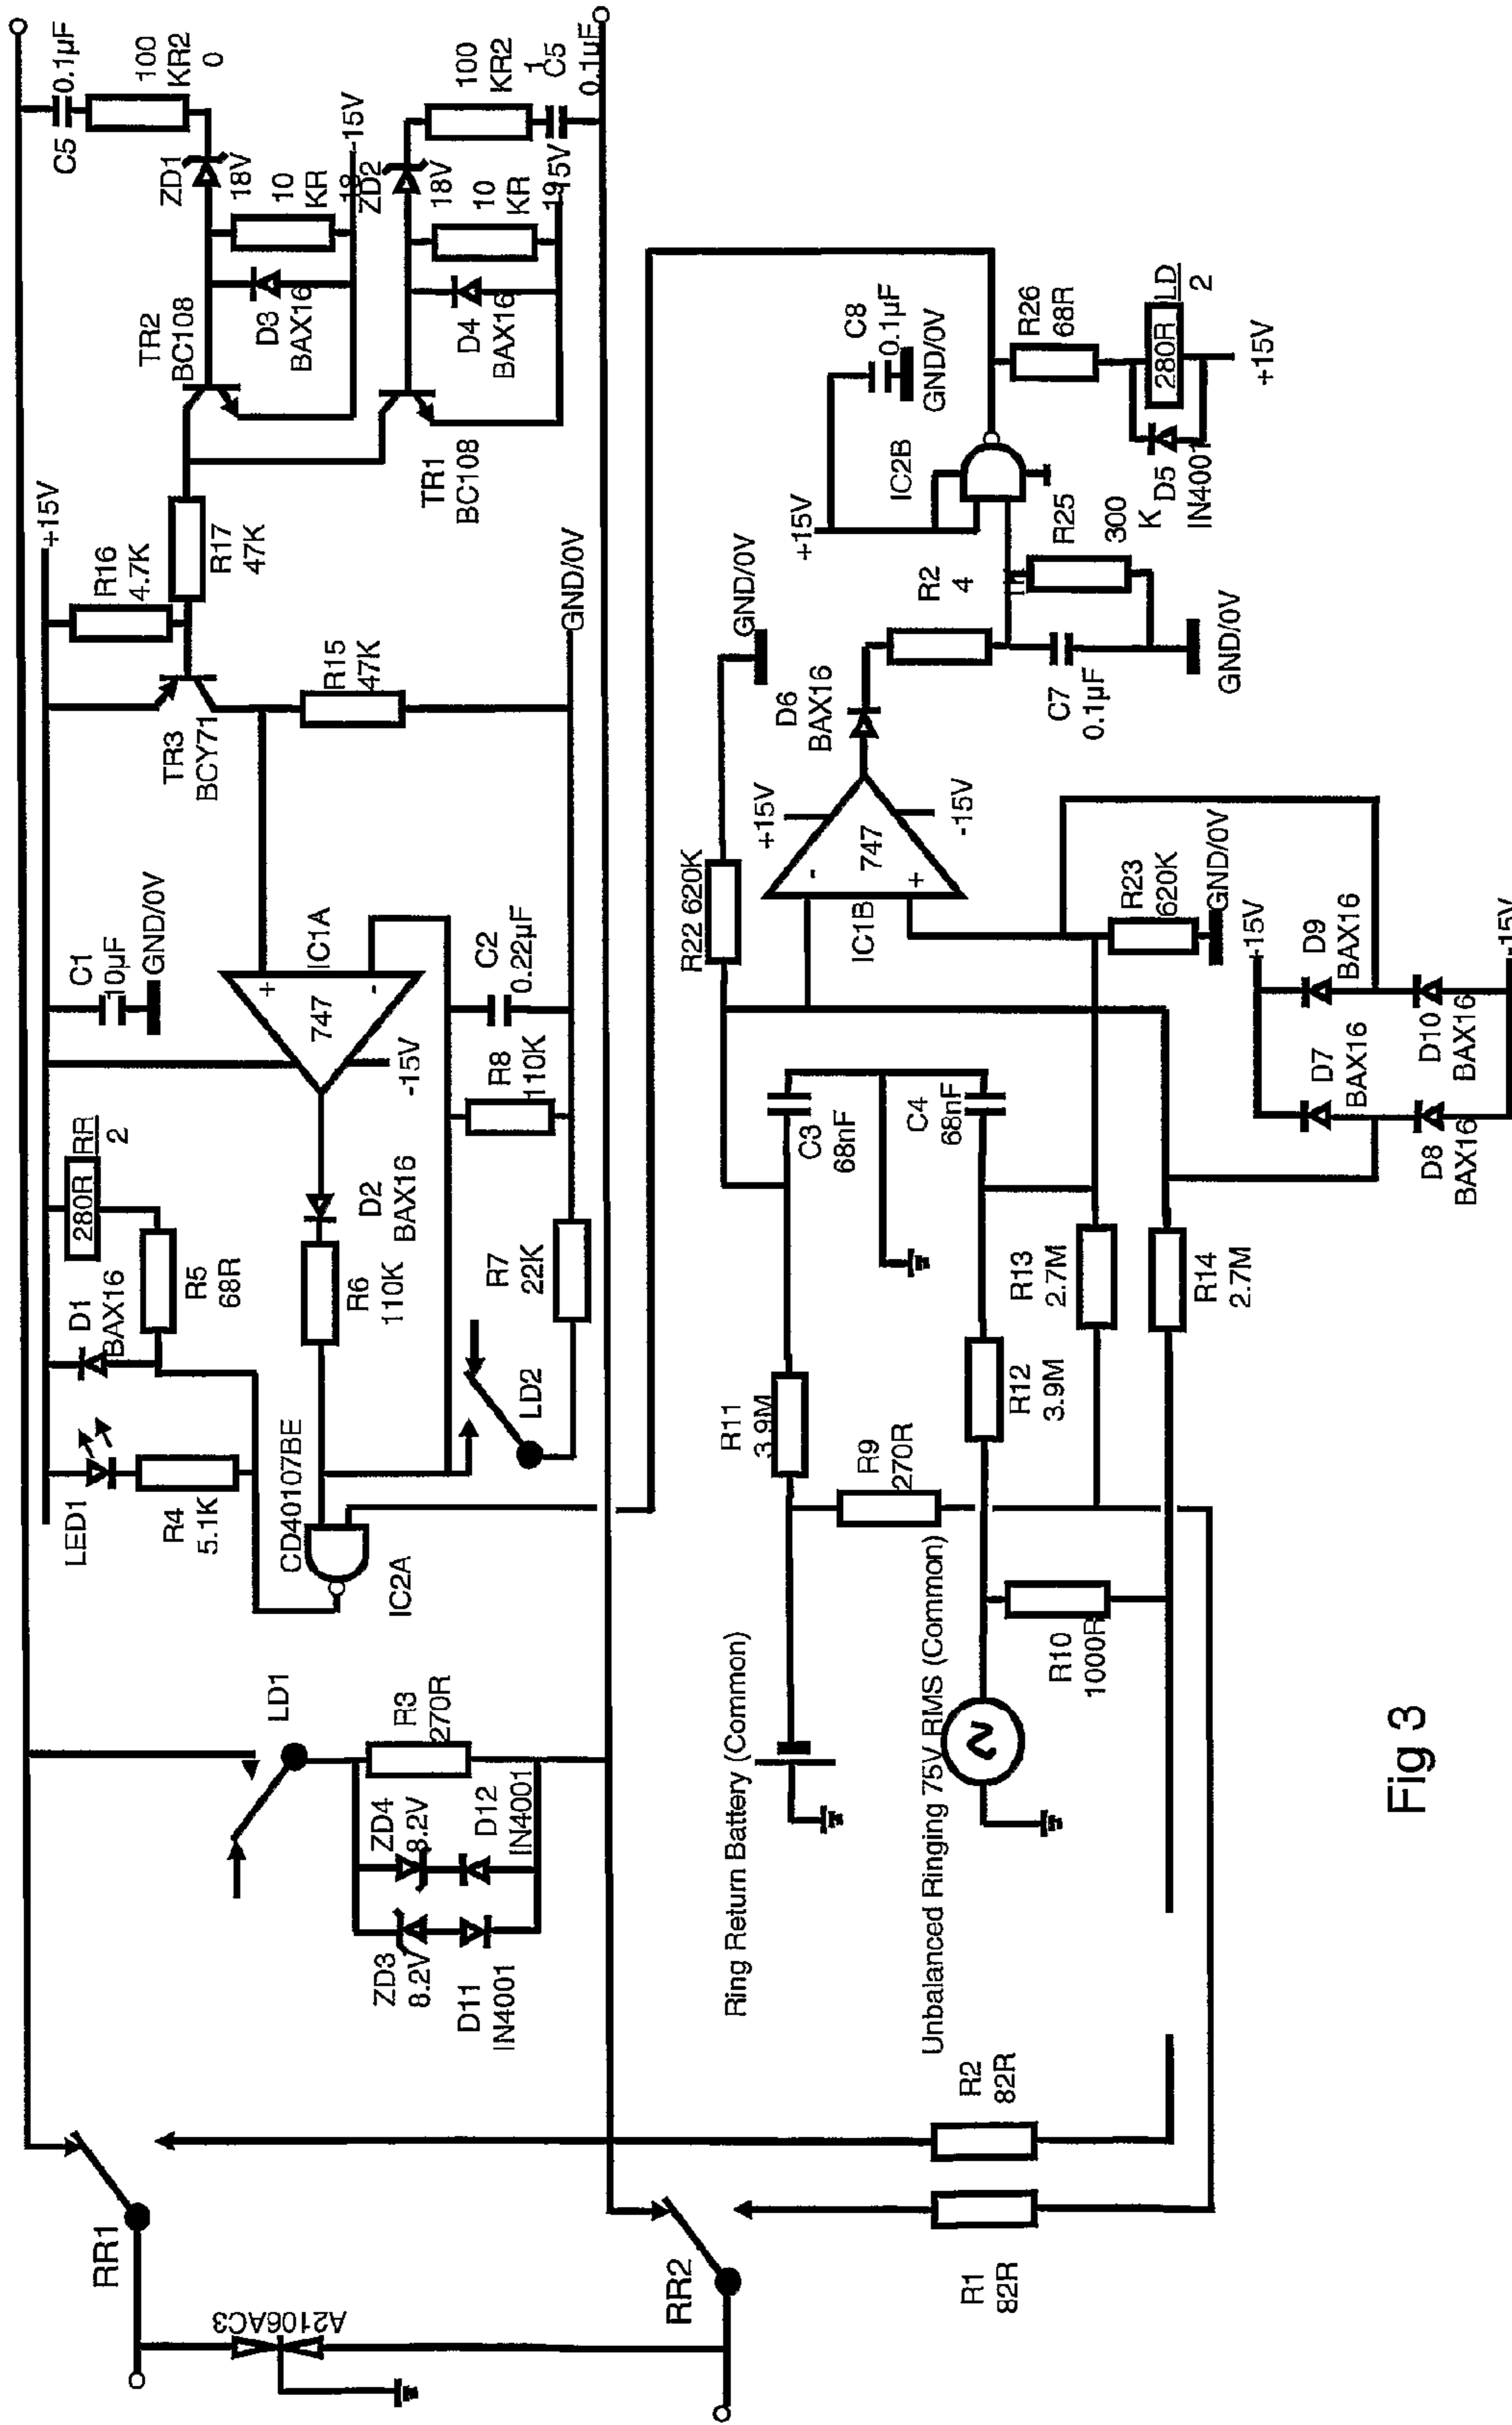 C5
0.1µF
100
KR2
0
ZD1
18V
10
KR
18
-15V
TR2
BC108
D3
BAX16
ZD2
18V
100
KR2
1
C5
0.1µF
10
KR
19
15V
D4
BAX16
TR1
BC108
+15V
R16
4.7K
R17
47K
TR3
BCY71
R15
47K
GND/0V
C1
10µF
GND/0V
IC1A
+
-
747
-15V
C2
0.22µF
R8
110K
RR
2
280R
D1
BAX16
R5
68R
D2
BAX16
R6
110K
R7
22K
LED1
R4
5.1K
CD40107BE
IC2A
LD2
LD1
R3
270R
ZD4
8.2V
D12
IN4001
ZD3
8.2V
D11
IN4001
RR1
A2106AC3
RR2
R1
82R
R2
82R
Ring Return Battery (Common)
Unbalanced Ringing 75V RMS (Common)
R11
3.9M
R9
270R
R12
3.9M
R10
1000R
R13
2.7M
R14
2.7M
C3
68nF
C4
68nF
R22 620K
GND/0V
+15V
-
747
+
-15V
IC1B
D6
BAX16
R23
620K
GND/0V
R2
4
C7
0.1µF
GND/0V
R25
300
K
+15V
C8
0.1µF
GND/0V
IC2B
R26
68R
LD
2
280R
D5
IN4001
+15V
-15V
D9
BAX16
D7
BAX16
D10
BAX16
D8
BAX16
-15V
Fig 3